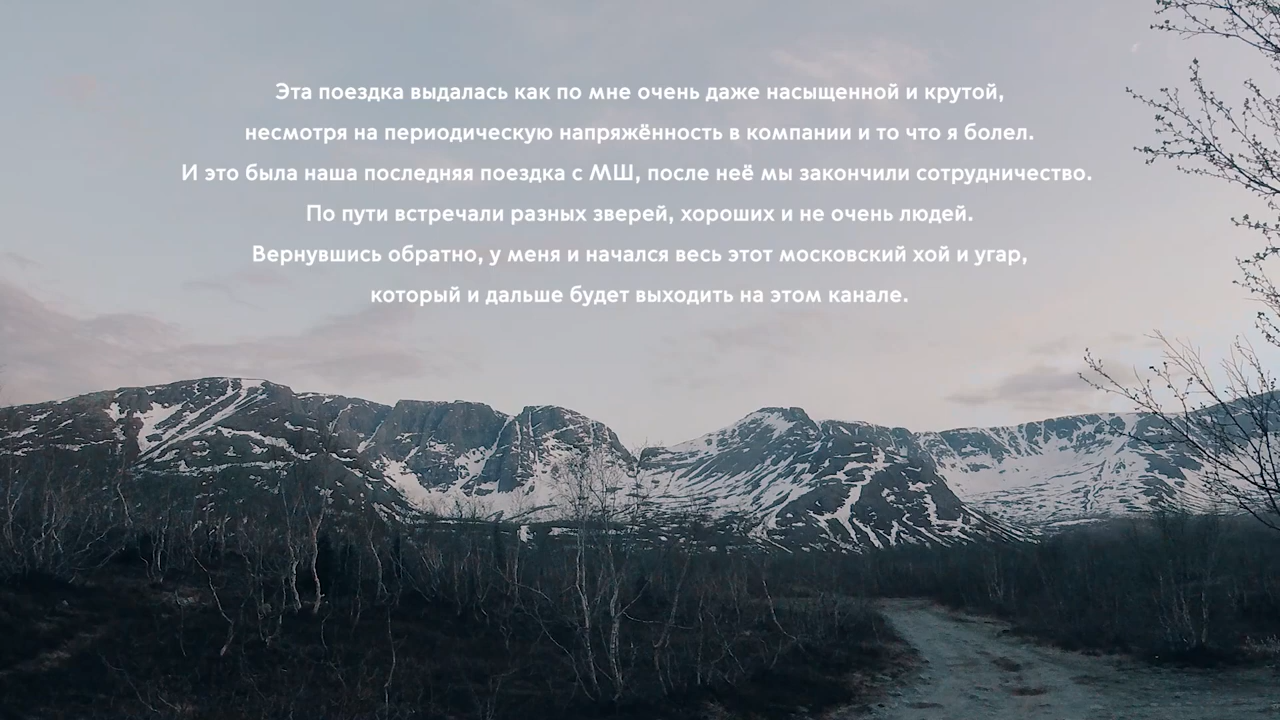 Эта поездка выдалась как по мне очень даже насыщенной и крутой,
несмотря на периодическую напряжённость в компании и то что я болел.
И это была наша последняя поездка с МШ, после неё мы закончили сотрудничество.
По пути встречали разных зверей, хороших и не очень людей.
Вернувшись обратно, у меня и начался весь этот московский хой и угар,
который и дальше будет выходить на этом канале.